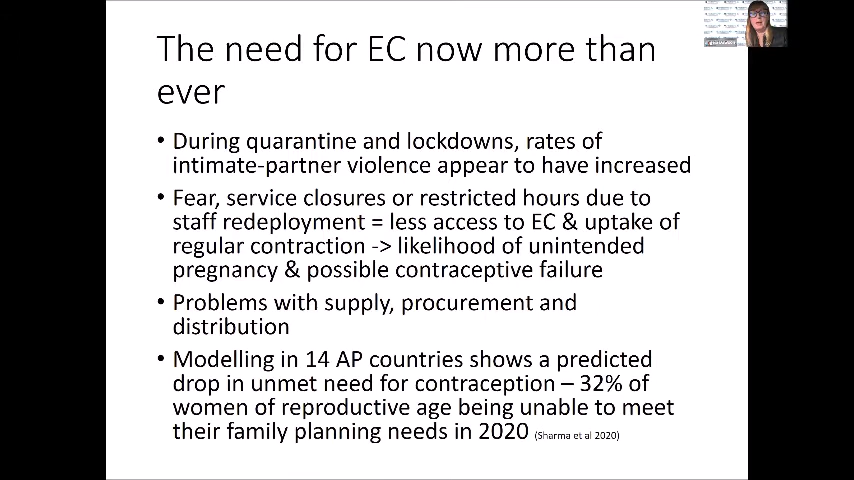 The need for EC now more than
ever
• During quarantine and lockdowns, rates of
intimate-partner violence appear to have increased
• Fear, service closures or restricted hours due to
staff redeployment = less access to EC & uptake of
regular contraction -> likelihood of unintended
pregnancy & possible contraceptive failure
• Problems with supply, procurement and
distribution
• Modelling in 14 AP countries shows a predicted
drop in unmet need for contraception – 32% of
women of reproductive age being unable to meet
their family planning needs in 2020 (Sharma et al 2020)